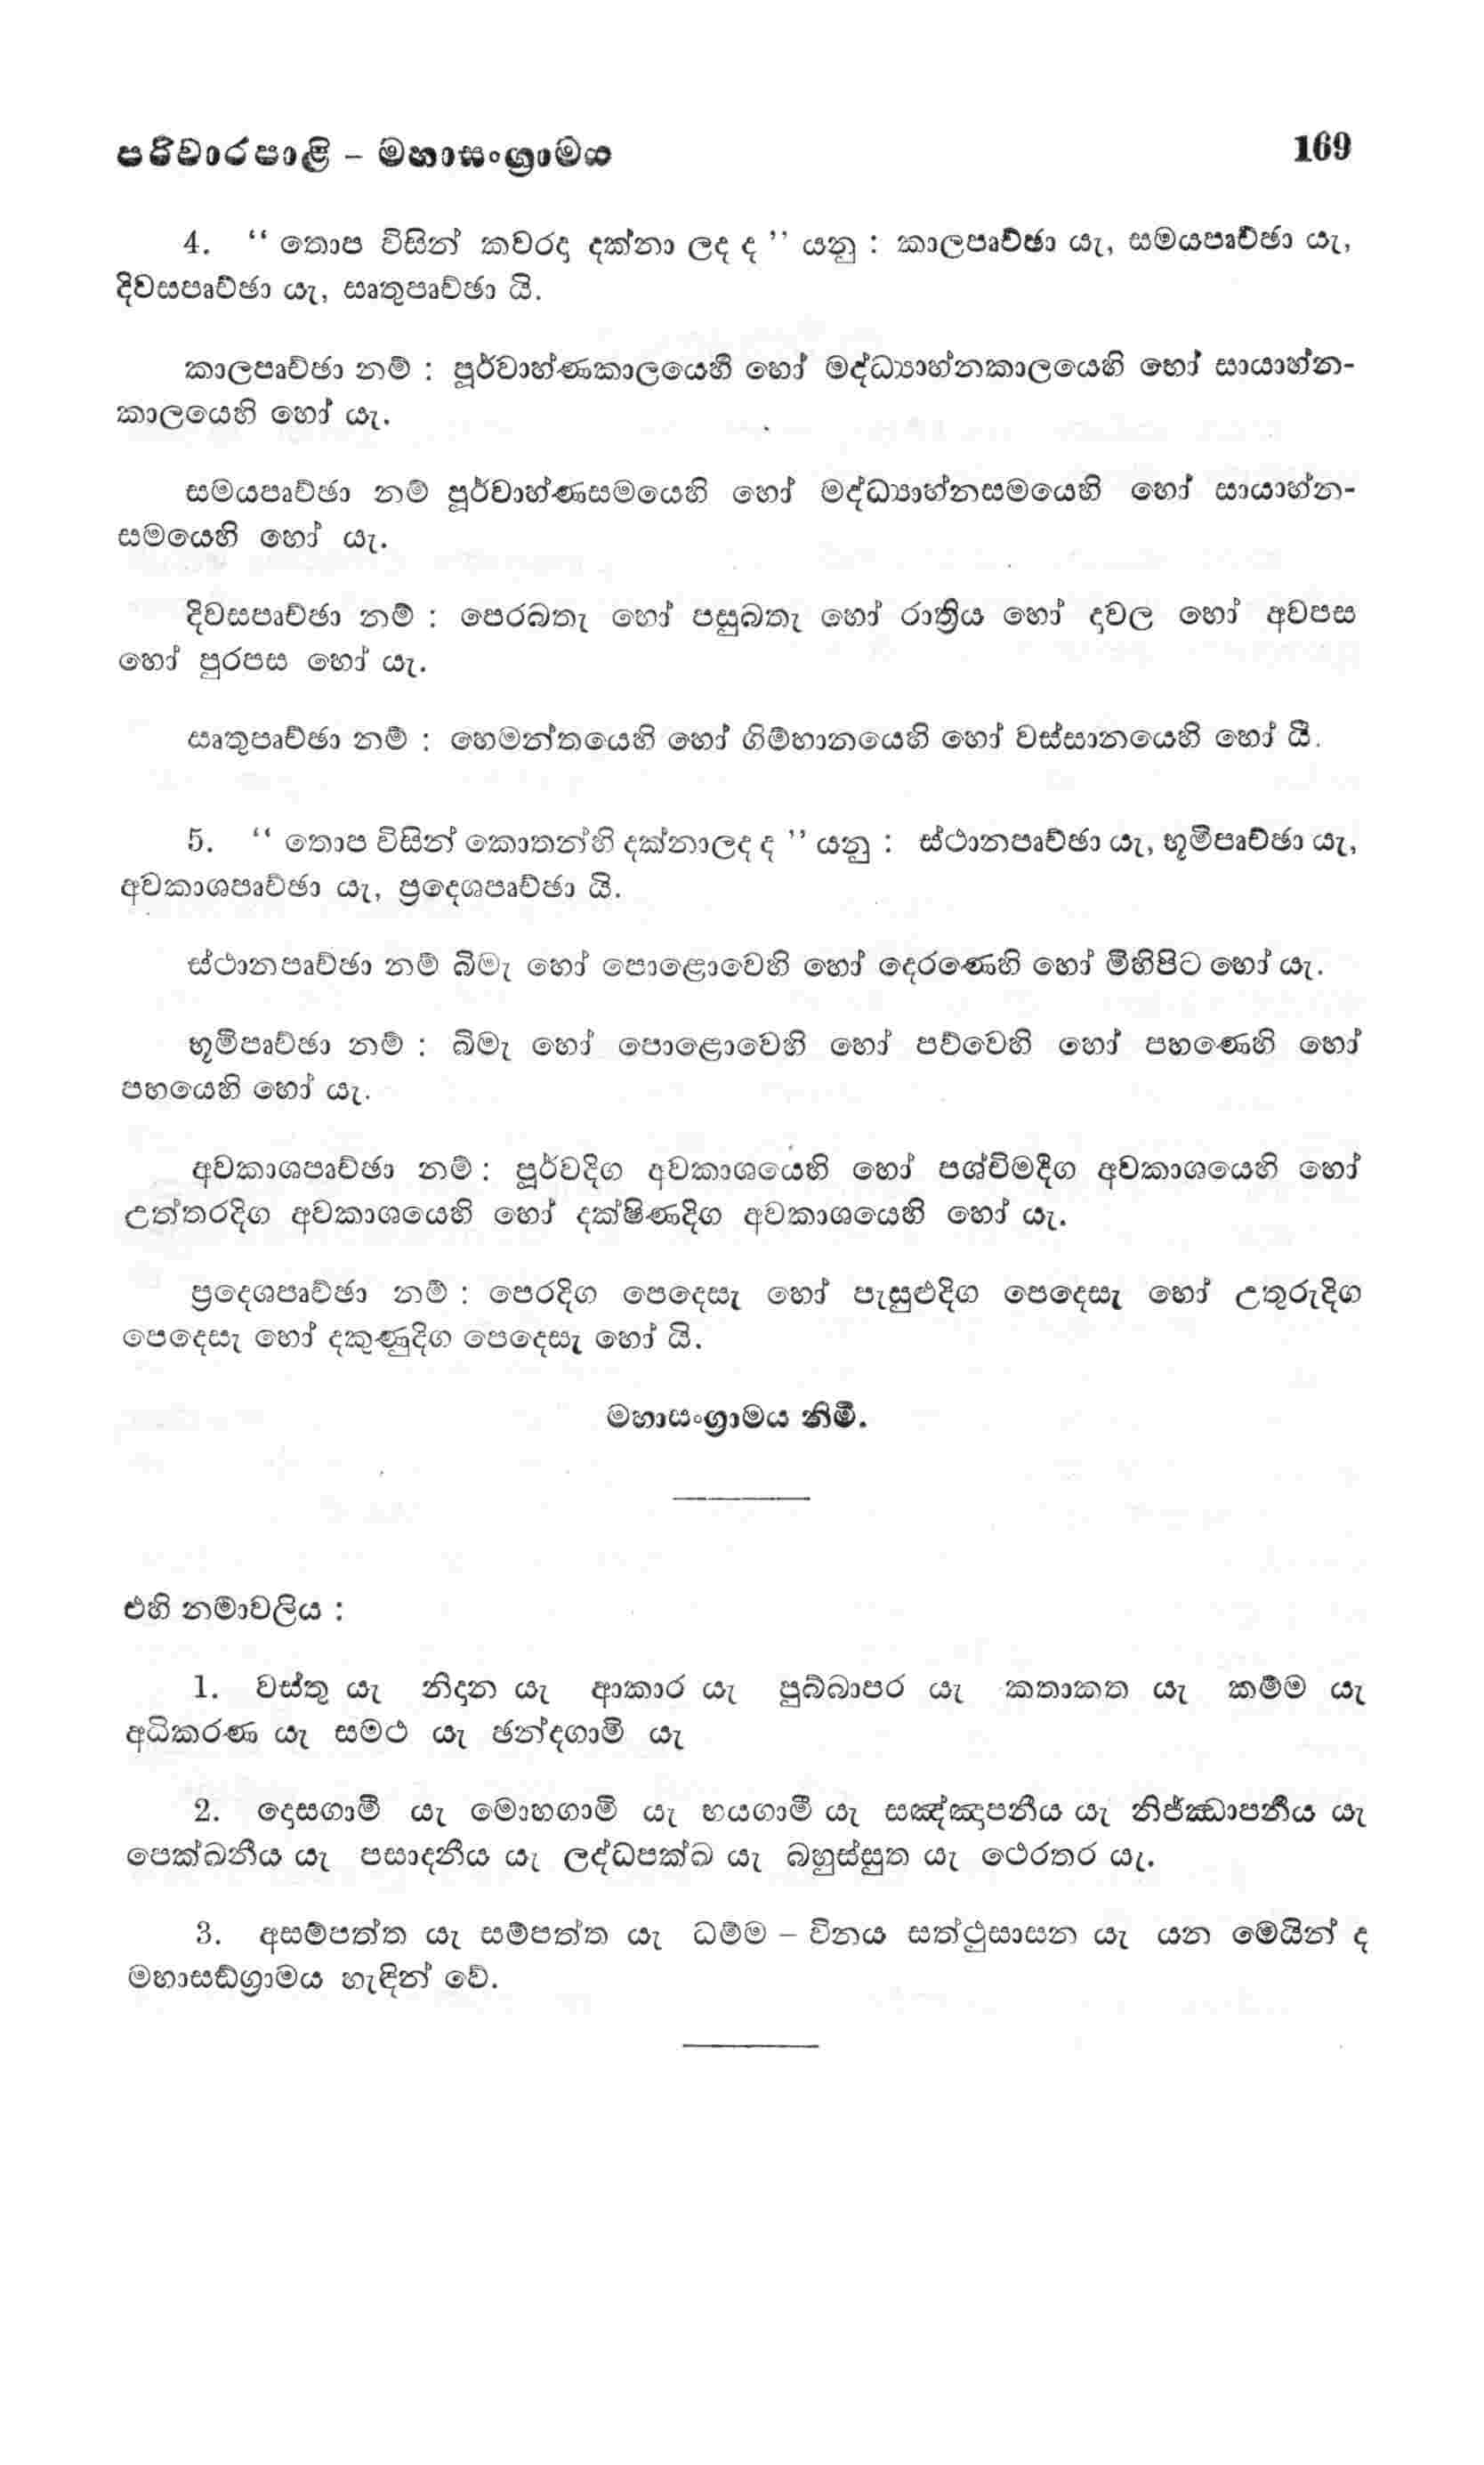 පරිවාරපාළි – මහාසංග්‍රාමය 169
4. “ තොප විසින් කවරදා දක්නා ලද ද ” යනු : කාලපෘච්ඡා යැ, සමයපෘච්ඡා යැ,
දිවසපෘච්ඡා යැ, ඍතුපෘච්ඡා යි.
කාලපෘච්ඡා නම් : පූර්වාහ්ණකාලයෙහි හෝ මද්ධ්‍යාහ්නකාලයෙහි හෝ සායාහ්න-
කාලයෙහි හෝ යැ.
සමයපෘච්ඡා නම් පූර්වාහ්ණසමයෙහි හෝ මද්ධ්‍යාහ්නසමයෙහි හෝ සායාහ්න-
සමයෙහි හෝ යැ.
දිවසපෘච්ඡා නම් : පෙරබතැ හෝ පසුබතැ හෝ රාත්‍රිය හෝ දවල හෝ අවපස
හෝ පුරපස හෝ යැ.
ඍතුපෘච්ඡා නම් : හෙමන්තයෙහි හෝ ගිම්හානයෙහි හෝ වස්සානයෙහි හෝ යි.
5. “ තොප විසින් කොතන්හි දක්නාලද ද ” යනු : ස්ථානපෘච්ඡා යැ, භූමිපෘච්ඡා යැ,
අවකාශපෘච්ඡා යැ, ප්‍රදෙශපෘච්ඡා යි.
ස්ථානපෘච්ඡා නම් බිමැ හෝ පොළොවෙහි හෝ දෙරණෙහි හෝ මිහිපිට හෝ යැ.
භූමිපෘච්ඡා නම් : බිමැ හෝ පොළොවෙහි හෝ පව්වෙහි හෝ පහණෙහි හෝ
පහයෙහි හෝ යැ.
අවකාශපෘච්ඡා නම් : පූර්වදිග අවකාශයෙහි හෝ පශ්චිමදිග අවකාශයෙහි හෝ
උත්තරදිග අවකාශයෙහි හෝ දක්ෂිණදිග අවකාශයෙහි හෝ යැ.
ප්‍රදෙශපෘච්ඡා නම් : පෙරදිග පෙදෙසැ හෝ පැසුළුදිග පෙදෙසැ හෝ උතුරුදිග
පෙදෙසැ හෝ දකුණුදිග පෙදෙසැ හෝ යි.
මහාසංග්‍රාමය නිමි.
එහි නමාවලිය :
1. වස්තු යැ නිදාන යැ ආකාර යැ පුබ්බාපර යැ කතාකත යැ කම්ම යැ
අධිකරණ යැ සමථ යැ ඡන්දගාමි යැ
2. දොසගාමි යැ මොහගාමි යැ භයගාමි යැ සඤ්ඤාපනීය යැ නිජ්ඣාපනීය යැ
පෙක්ඛනීය යැ පසාදනීය යැ ලද්ධපක්ඛ යැ බහුස්සුත යැ ථෙරතර යැ.
3. අසම්පත්ත යැ සම්පත්ත යැ ධම්ම – විනය සත්ථුසාසන යැ යන මෙයින් ද
මහාසඬ්ග්‍රාමය හැඳින් වේ.